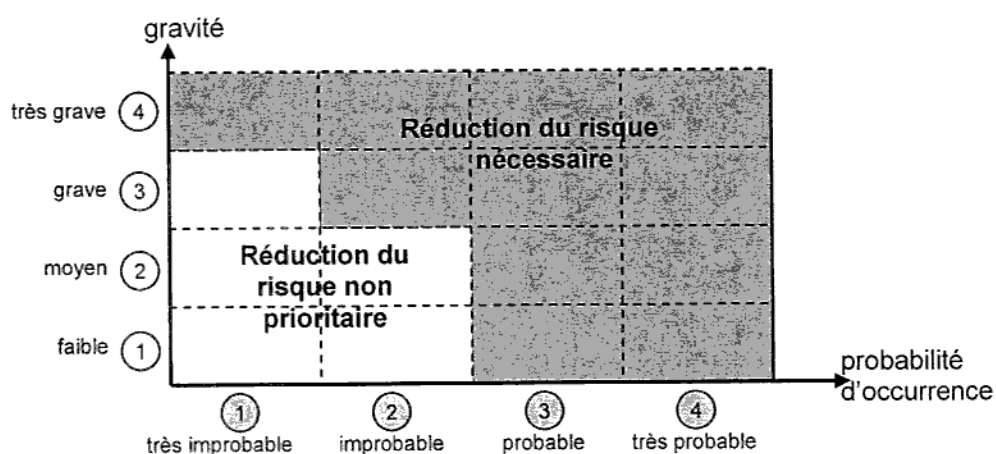 gravité
très grave 4
Réduction du risque
nécessaire
grave 3
moyen 2
Réduction du
risque non
prioritaire
faible 1
probabilité
d'occurrence
1 2 3 4
très improbable improbable probable très probable